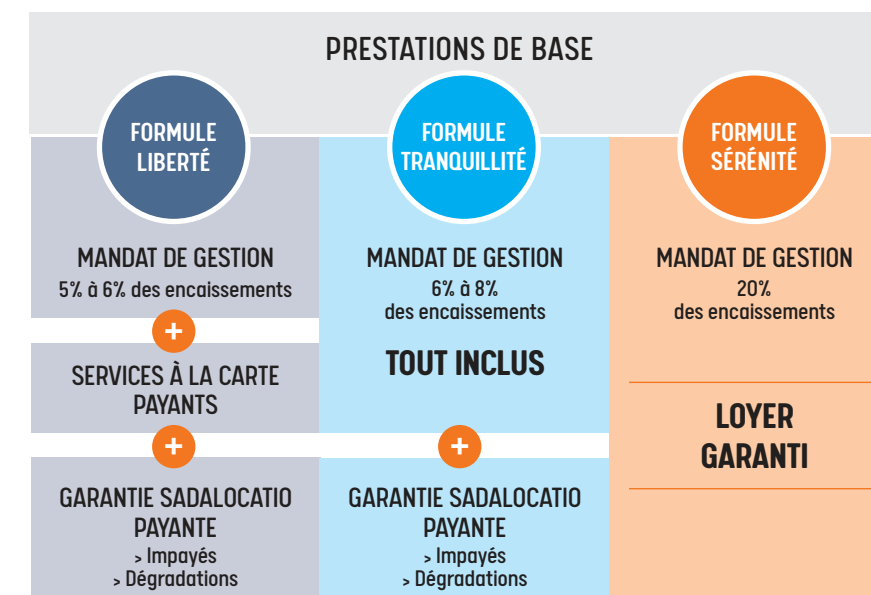 PRESTATIONS DE BASE
FORMULE
LIBERTÉ
MANDAT DE GESTION
5% à 6% des encaissements
+
SERVICES À LA CARTE
PAYANTS
+
GARANTIE SADALOCATIO
PAYANTE
> Impayés
> Dégradations
FORMULE
TRANQUILLITÉ
MANDAT DE GESTION
6% à 8%
des encaissements
TOUT INCLUS
+
GARANTIE SADALOCATIO
PAYANTE
> Impayés
> Dégradations
FORMULE
SÉRÉNITÉ
MANDAT DE GESTION
20%
des encaissements
LOYER
GARANTI